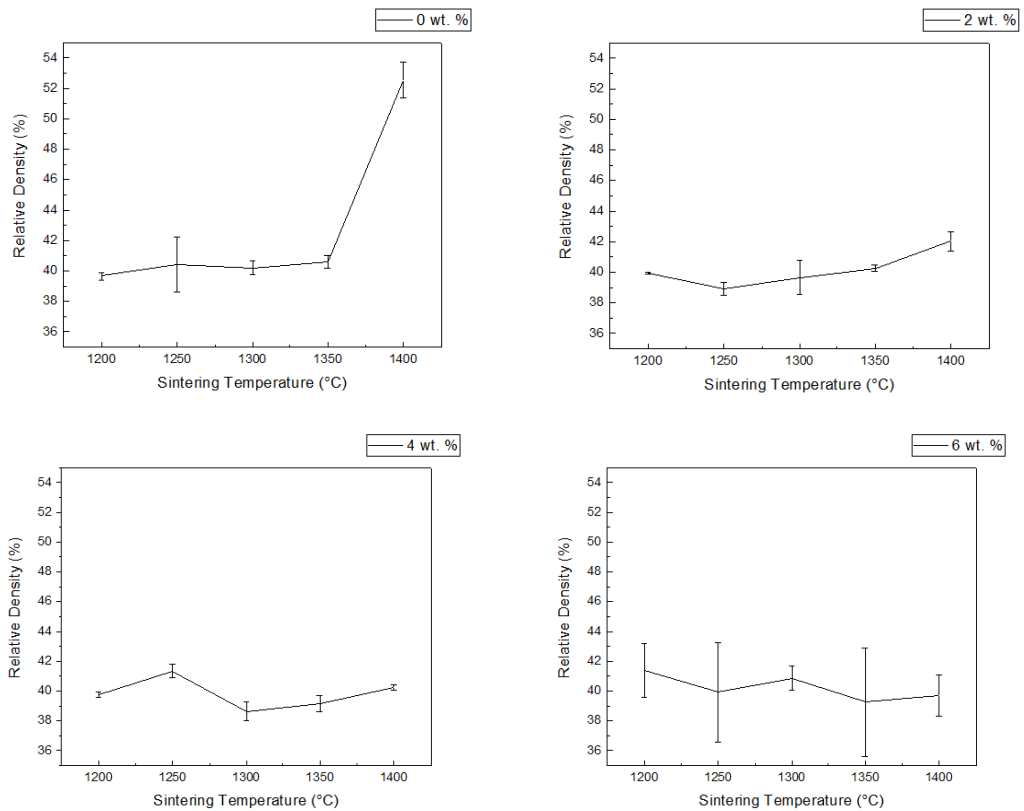 0 wt. %
54
52
50
48
46
44
42
40
38
36
Relative Density (%)
1200 1250 1300 1350 1400
Sintering Temperature (°C)
2 wt. %
54
52
50
48
46
44
42
40
38
36
Relative Density (%)
1200 1250 1300 1350 1400
Sintering Temperature (°C)
4 wt. %
54
52
50
48
46
44
42
40
38
36
Relative Density (%)
1200 1250 1300 1350 1400
Sintering Temperature (°C)
6 wt. %
54
52
50
48
46
44
42
40
38
36
Relative Density (%)
1200 1250 1300 1350 1400
Sintering Temperature (°C)